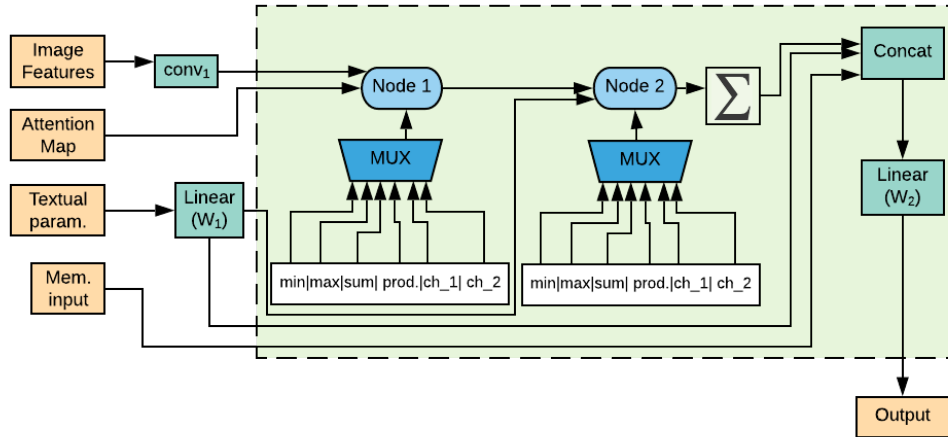 Image
Features
conv₁
Node 1
Node 2
∑
Concat
Attention
Map
MUX
MUX
Textual
param.
Linear
(W₁)
Linear
(W₂)
Mem.
input
min|max|sum| prod.|ch_1| ch_2
min|max|sum| prod.|ch_1| ch_2
Output